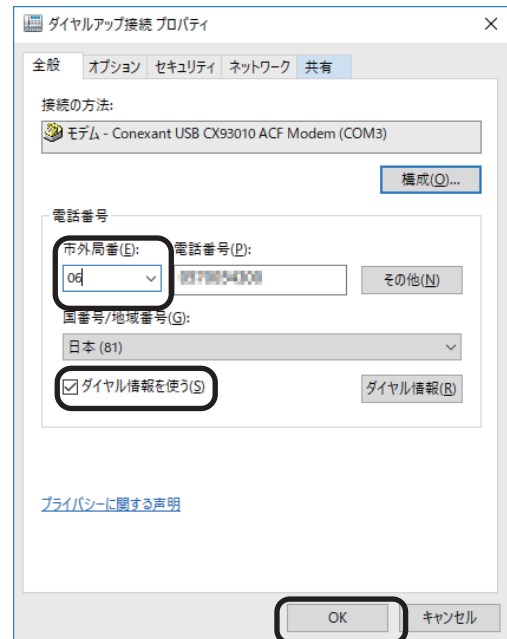 ダイヤルアップ接続 プロパティ
全般 オプション セキュリティ ネットワーク 共有
接続の方法:
モデム - Conexant USB CX93010 ACF Modem (COM3)
構成(O)...
電話番号
市外局番(E): 電話番号(P):
06 その他(N)
国番号/地域番号(G):
日本 (81)
ダイヤル情報を使う(S) ダイヤル情報(R)
プライバシーに関する声明
OK キャンセル